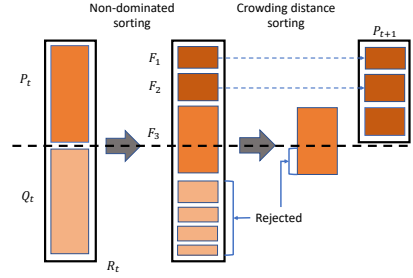 Non-dominated
sorting
Crowding distance
sorting
P_t
Q_t
R_t
F_1
F_2
F_3
P_{t+1}
Rejected